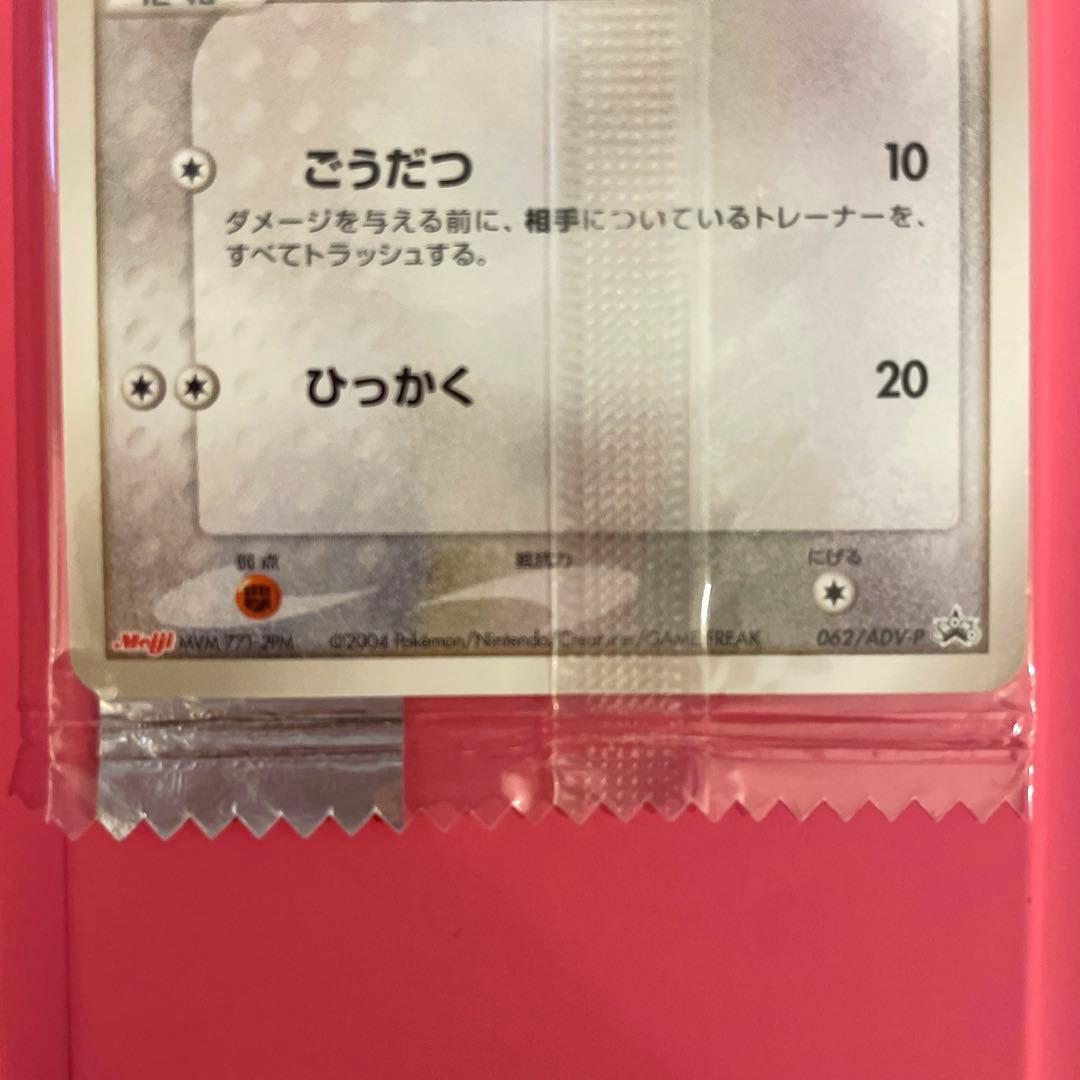 ごうだつ 10
ダメージを与える前に、相手についているトレーナーを、
すべてトラッシュする。
ひっかく 20
弱点 抵抗力 にげる
Meiji MVM 771-2PM ©2004 Pokémon/Nintendo/Creatures/GAME FREAK 062/ADV-P